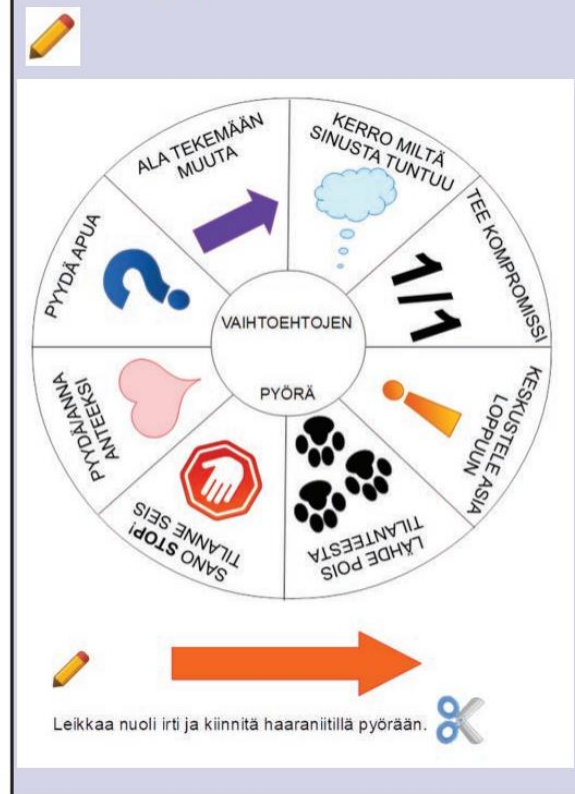 ALA TEKEMÄÄN
MUUTA
KERRO MILTÄ
SINUSTA TUNTUU
TEE KOMPROMISSI
1/1
KESKUSTELE ASIA
LOPPUUN
LÄHDE POIS
TILANTEESTA
SANO STOP!
TILANNE SEIS
PYYDÄ/ANNA
ANTEEKSI
PYYDÄ APUA
?
VAIHTOEHTOJEN
PYÖRÄ
Leikkaa nuoli irti ja kiinnitä haaraniitillä pyörään.